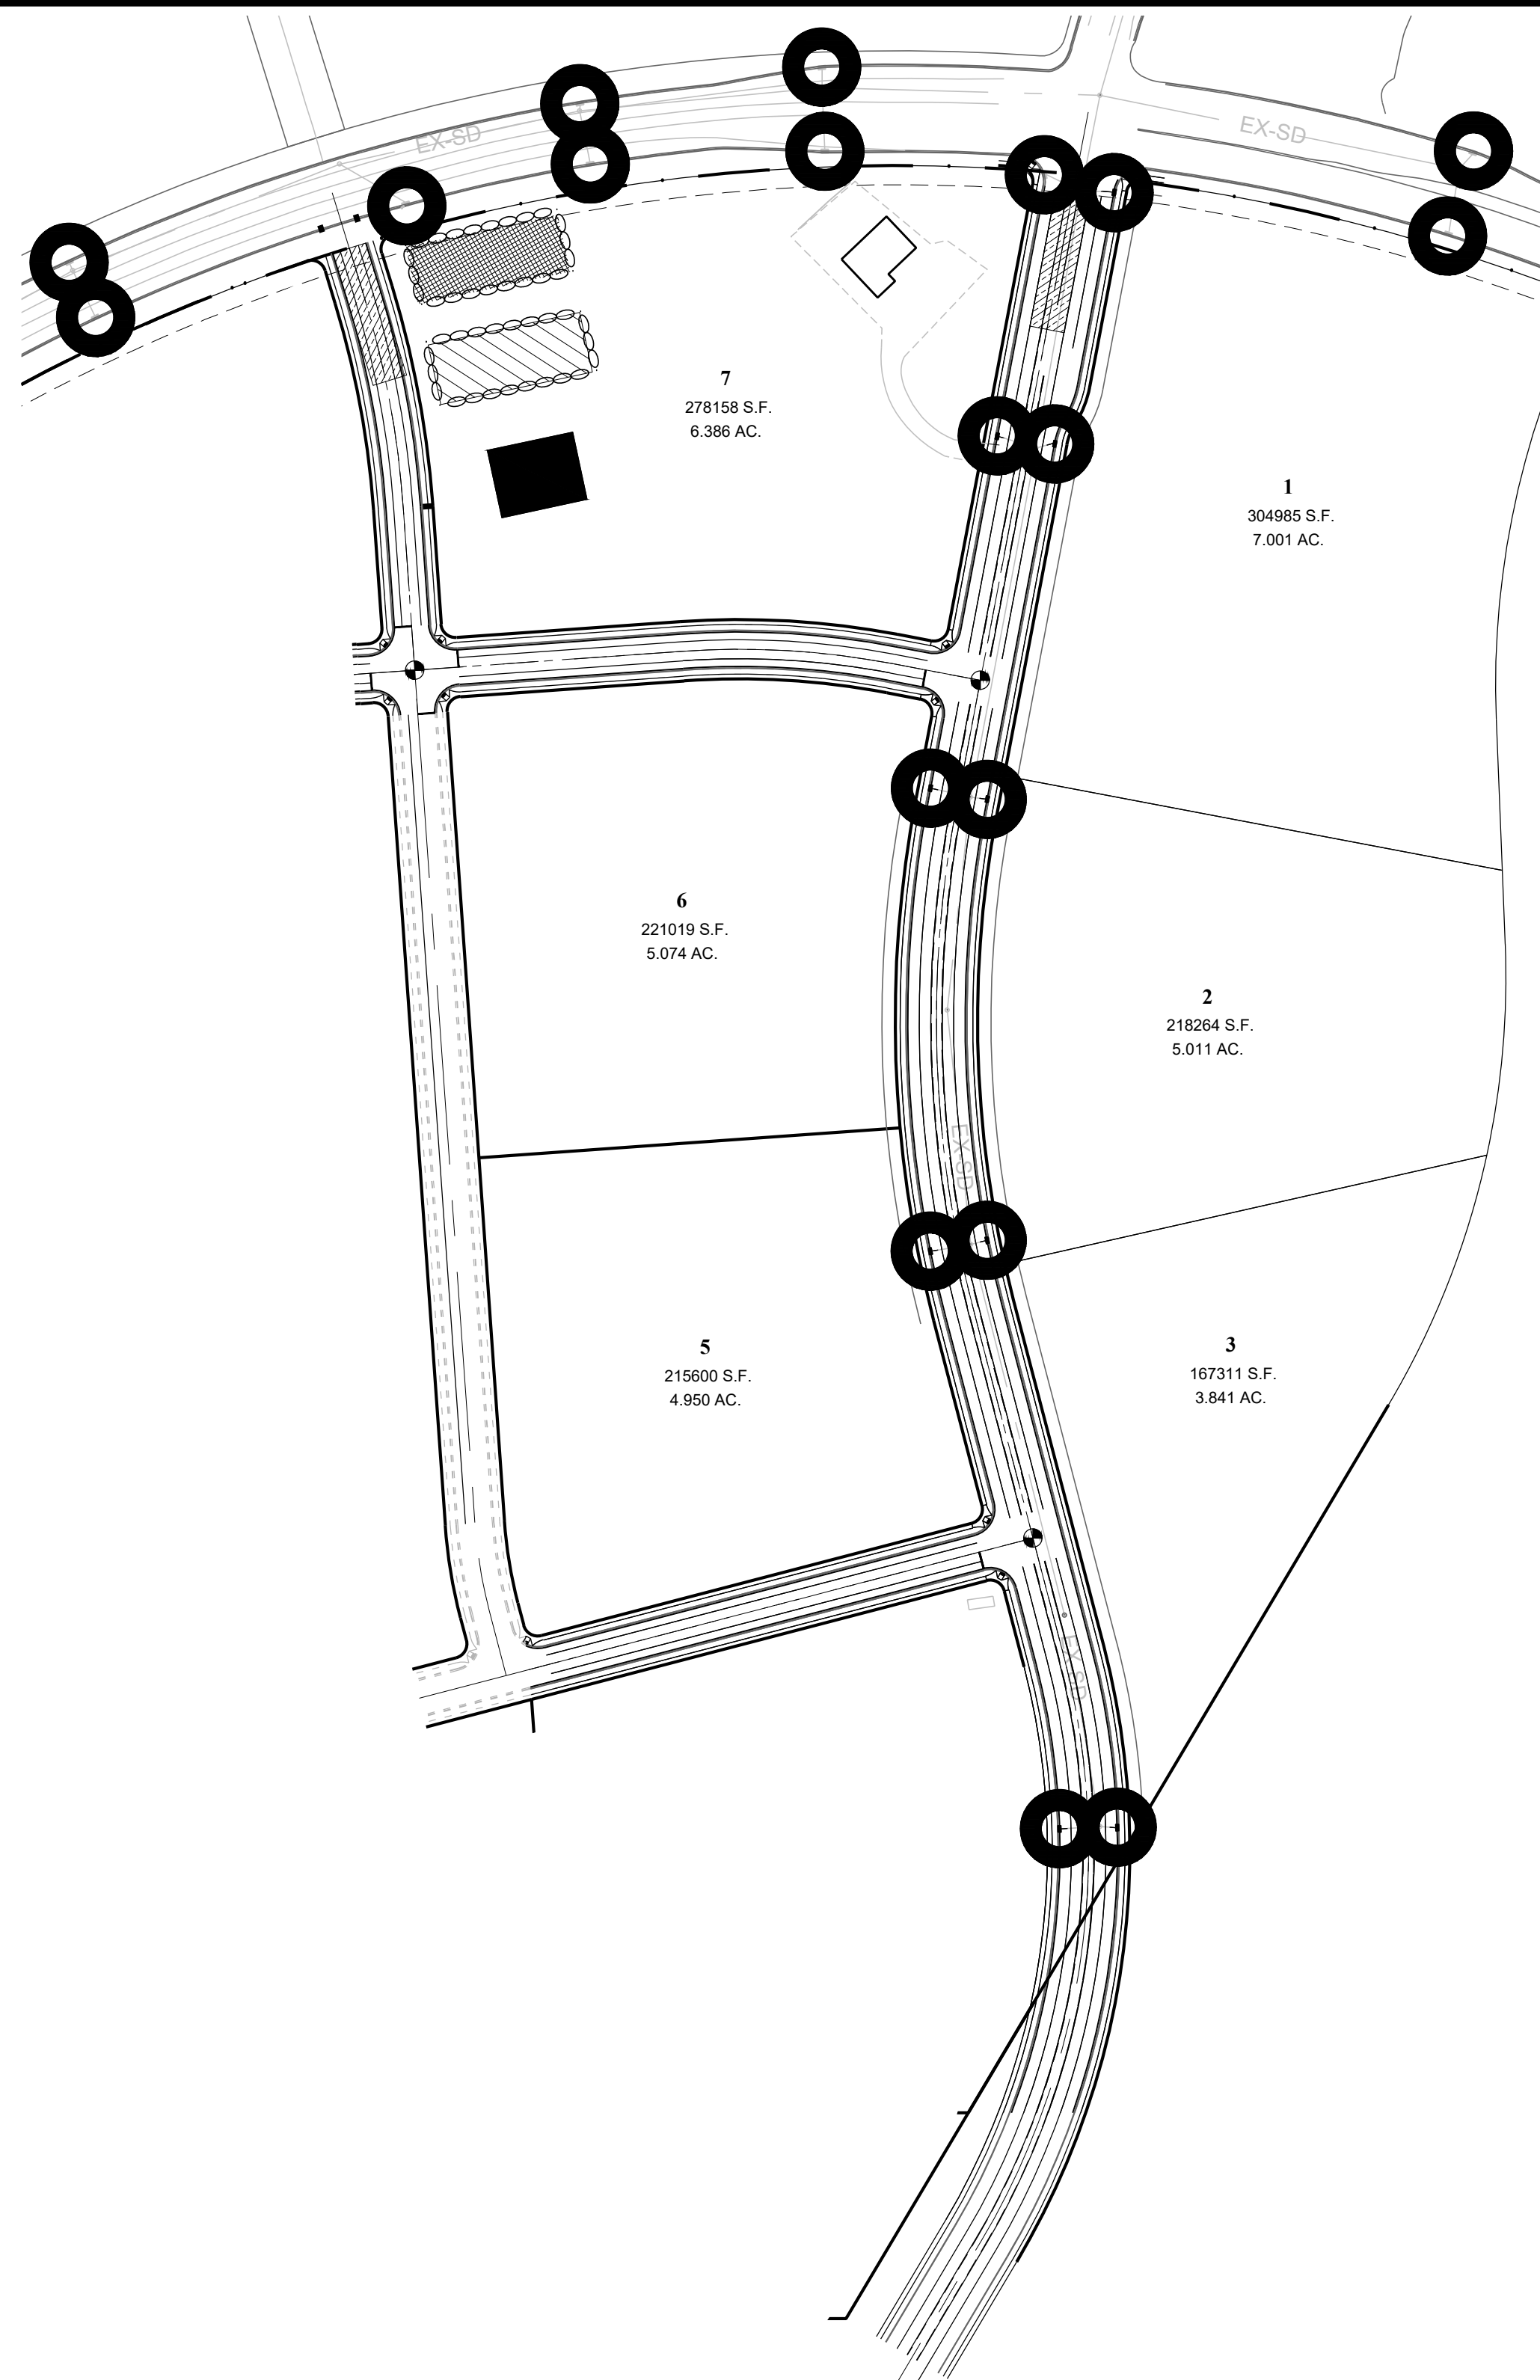 EX-SD
EX-SD
7
278158 S.F.
6.386 AC.
1
304985 S.F.
7.001 AC.
6
221019 S.F.
5.074 AC.
2
218264 S.F.
5.011 AC.
EX-SD
5
215600 S.F.
4.950 AC.
3
167311 S.F.
3.841 AC.
EX-SD